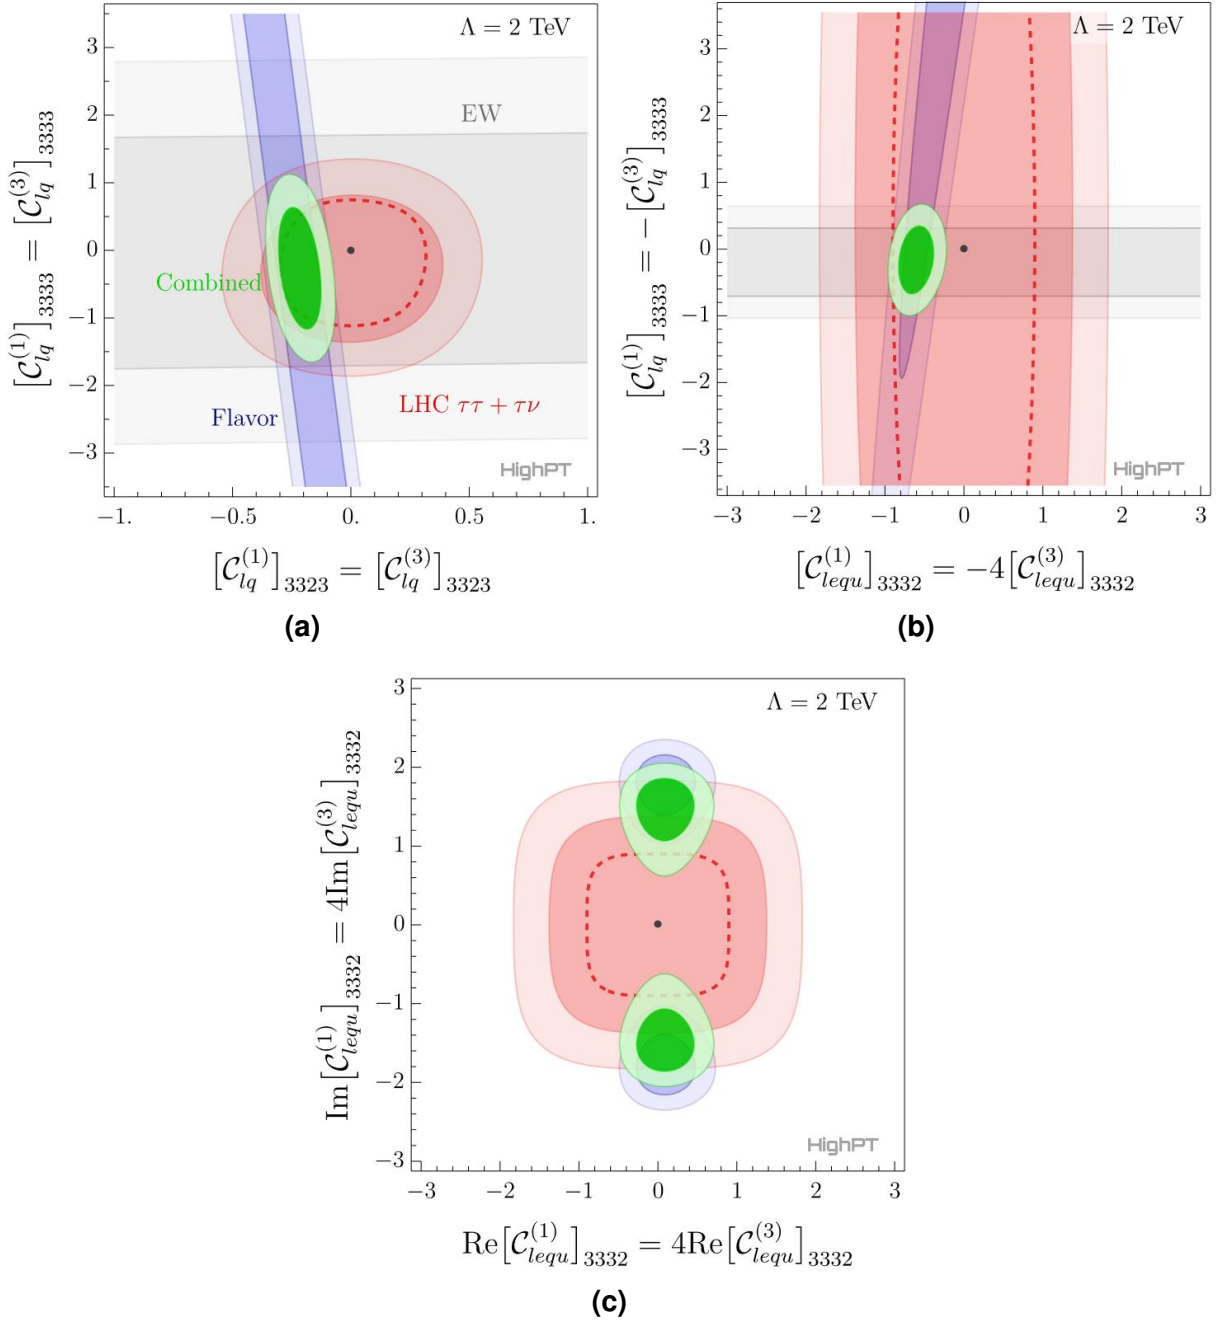 Λ = 2 TeV
EW
Combined
Flavor
LHC ττ + τν
HighPT
3
2
1
0
−1
−2
−3
−1.
−0.5
0.
0.5
1.
[𝒞_{lq}^{(1)}]_{3333} = [𝒞_{lq}^{(3)}]_{3333}
[𝒞_{lq}^{(1)}]_{3323} = [𝒞_{lq}^{(3)}]_{3323}
(a)
Λ = 2 TeV
HighPT
3
2
1
0
−1
−2
−3
−3
−2
−1
0
1
2
3
[𝒞_{lq}^{(1)}]_{3333} = −[𝒞_{lq}^{(3)}]_{3333}
[𝒞_{lequ}^{(1)}]_{3332} = −4[𝒞_{lequ}^{(3)}]_{3332}
(b)
Λ = 2 TeV
HighPT
3
2
1
0
−1
−2
−3
−3
−2
−1
0
1
2
3
Im[𝒞_{lequ}^{(1)}]_{3332} = 4Im[𝒞_{lequ}^{(3)}]_{3332}
Re[𝒞_{lequ}^{(1)}]_{3332} = 4Re[𝒞_{lequ}^{(3)}]_{3332}
(c)